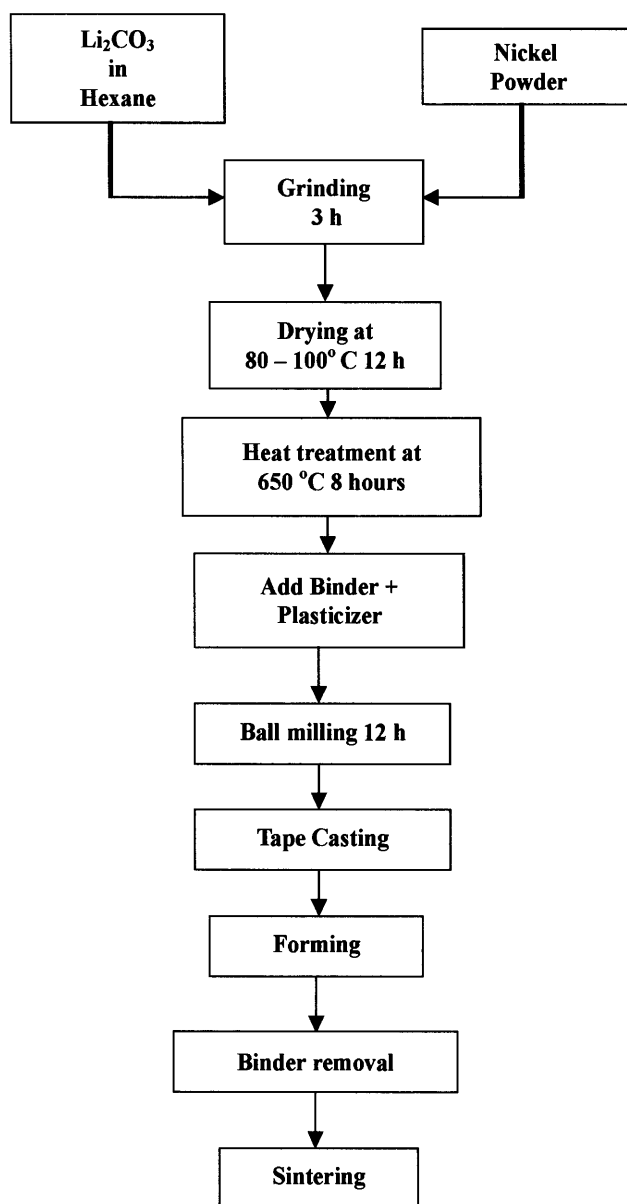 Li₂CO₃
in
Hexane
Nickel
Powder
Grinding
3 h
Drying at
80 – 100° C 12 h
Heat treatment at
650 °C 8 hours
Add Binder +
Plasticizer
Ball milling 12 h
Tape Casting
Forming
Binder removal
Sintering